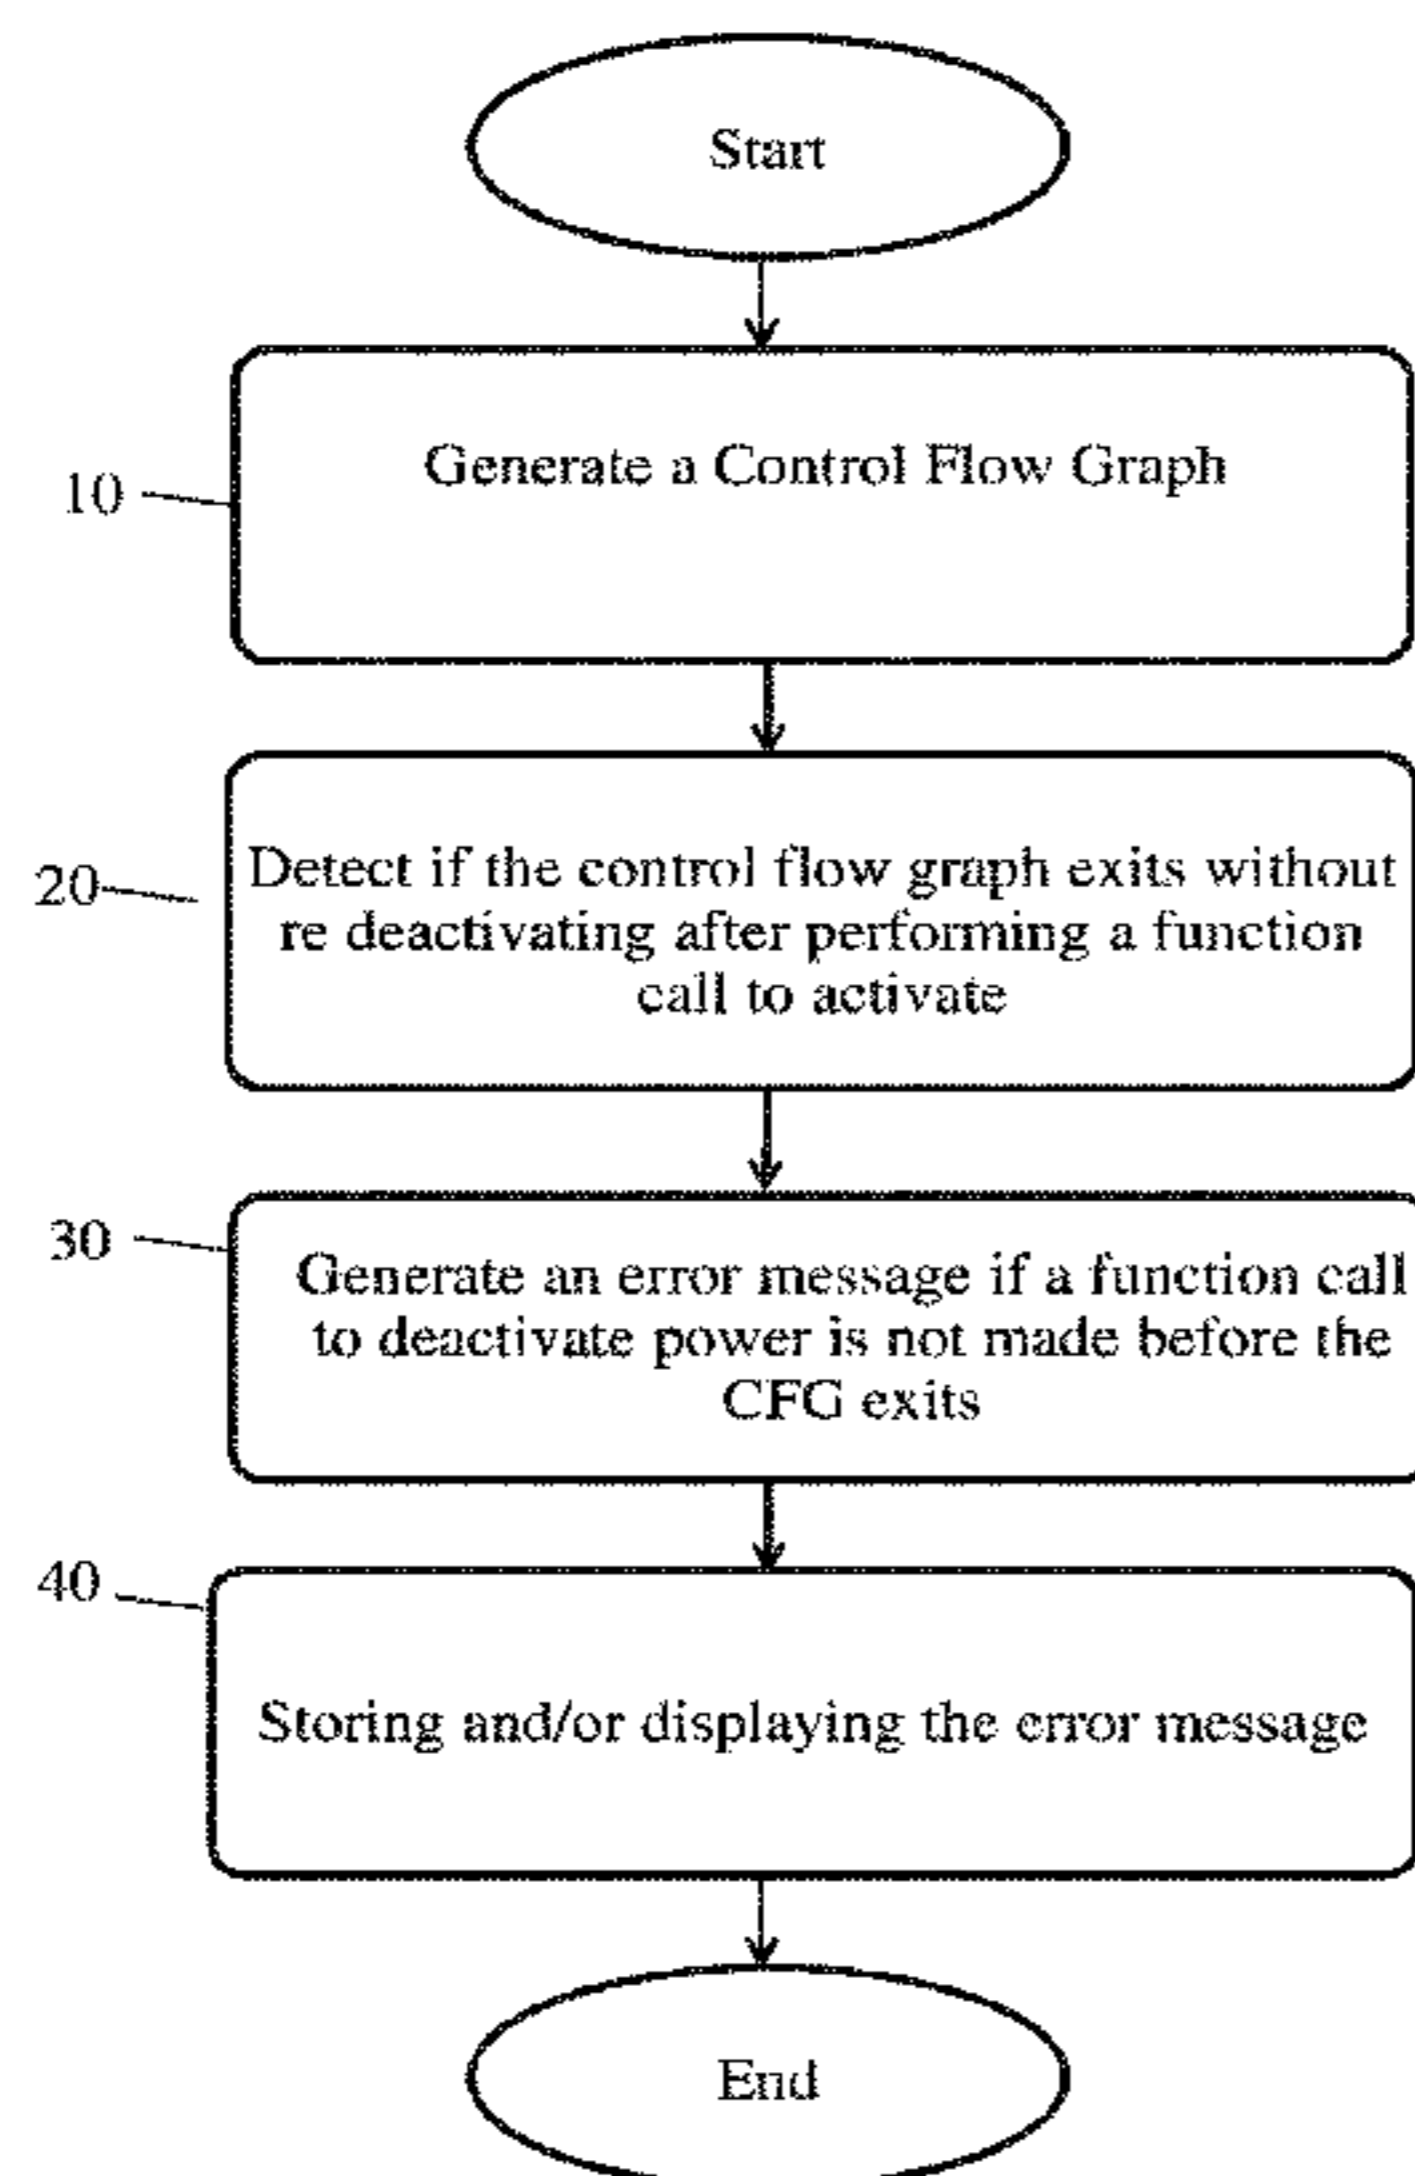 Start
10
Generate a Control Flow Graph
20
Detect if the control flow graph exits without
re deactivating after performing a function
call to activate
30
Generate an error message if a function call
to deactivate power is not made before the
CFG exits
40
Storing and/or displaying the error message
End